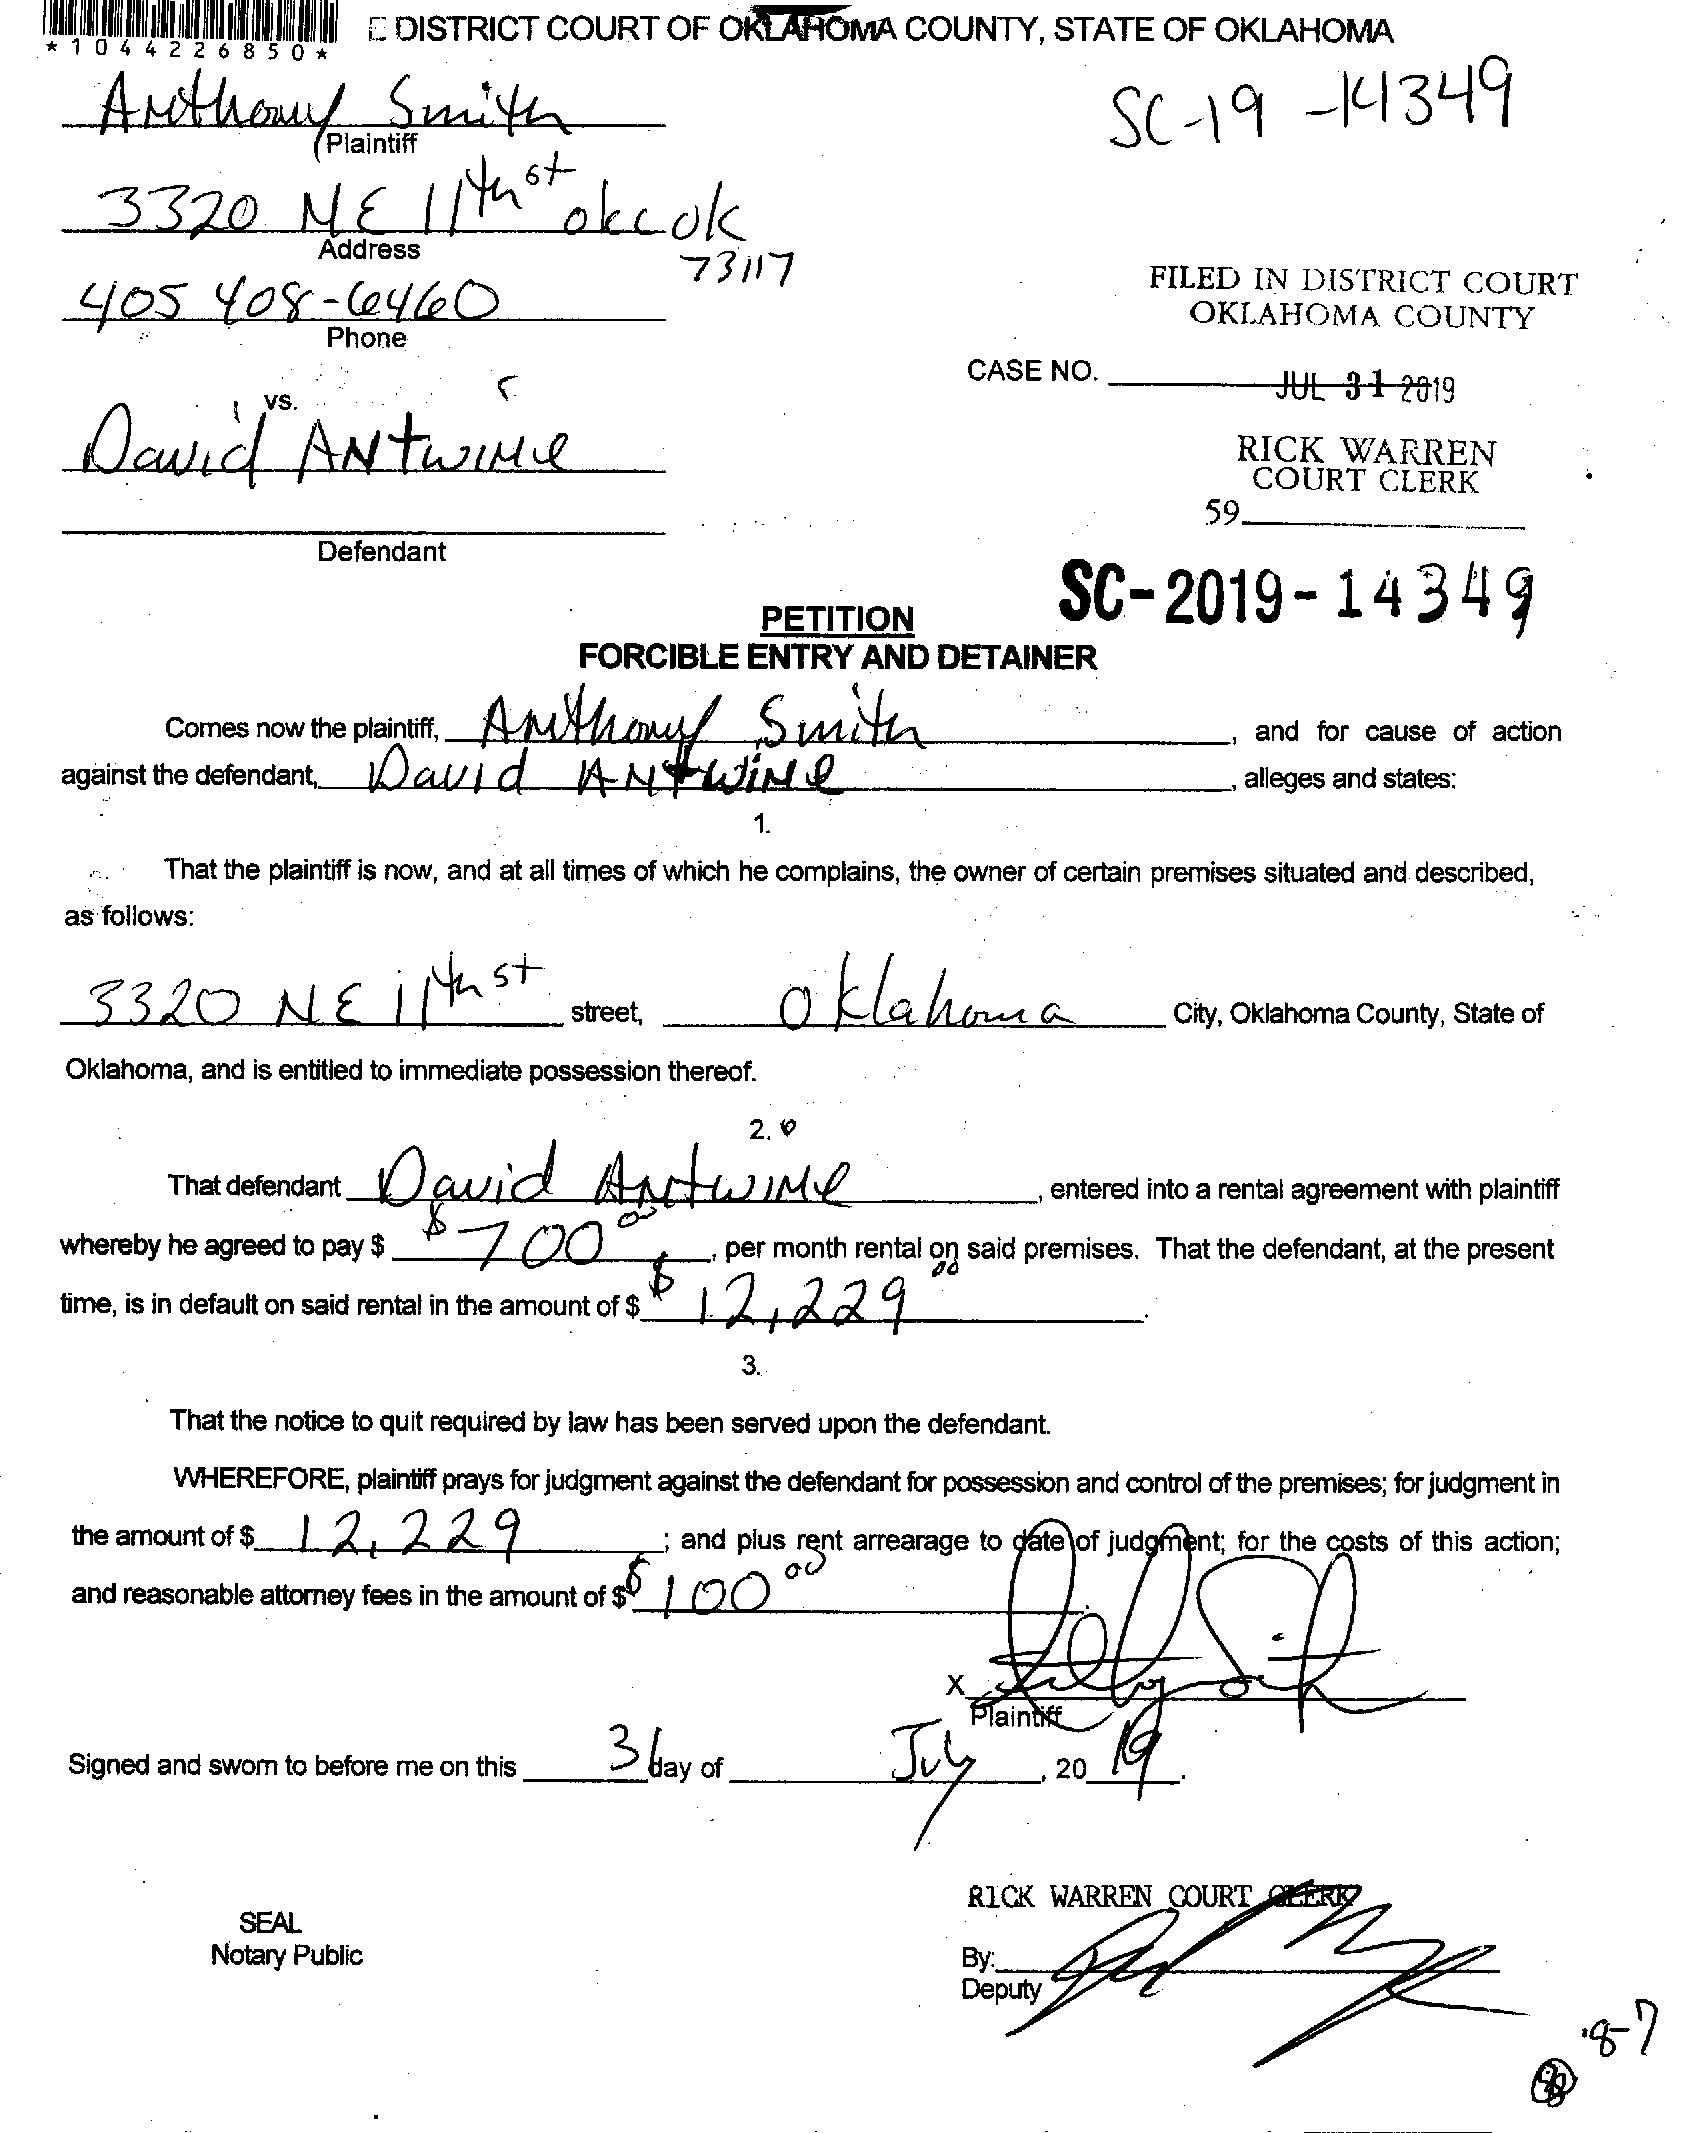 *1044226850*
E DISTRICT COURT OF OKLAHOMA COUNTY, STATE OF OKLAHOMA
Anthony Smith
Plaintiff
SC-19-14349
3320 NE 11th st okc ok
Address
73117
405 408-6460
Phone
FILED IN DISTRICT COURT
OKLAHOMA COUNTY
CASE NO.
JUL 31 2019
vs.
David Antwine
RICK WARREN
COURT CLERK
59
Defendant
SC-2019-14349
PETITION
FORCIBLE ENTRY AND DETAINER
Comes now the plaintiff, Anthony Smith, and for cause of action
against the defendant, David Antwine, alleges and states:
1.
That the plaintiff is now, and at all times of which he complains, the owner of certain premises situated and described,
as follows:
3320 NE 11th st street, Oklahoma City, Oklahoma County, State of
Oklahoma, and is entitled to immediate possession thereof.
2.
That defendant David Antwine, entered into a rental agreement with plaintiff
whereby he agreed to pay $ $700 00, per month rental on said premises. That the defendant, at the present
time, is in default on said rental in the amount of $ $12,229 00.
3.
That the notice to quit required by law has been served upon the defendant.
WHEREFORE, plaintiff prays for judgment against the defendant for possession and control of the premises; for judgment in
the amount of $ 12,229; and plus rent arrearage to date of judgment; for the costs of this action;
and reasonable attorney fees in the amount of $ $100 00.
X
Plaintiff
Signed and sworn to before me on this 31 day of July, 2019.
RICK WARREN COURT CLERK
SEAL
Notary Public
By:
Deputy
8-7